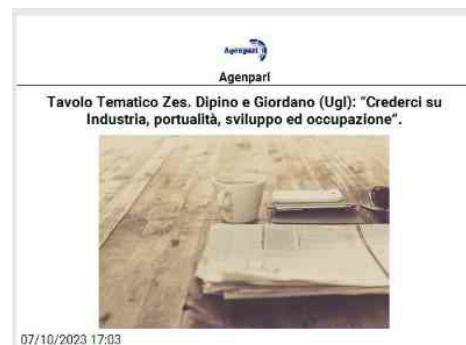 Agenparl
Agenparl
Tavolo Tematico Zes. Dipino e Giordano (Ugl): “Crederci su
Industria, portualità, sviluppo ed occupazione”.
07/10/2023 17:03